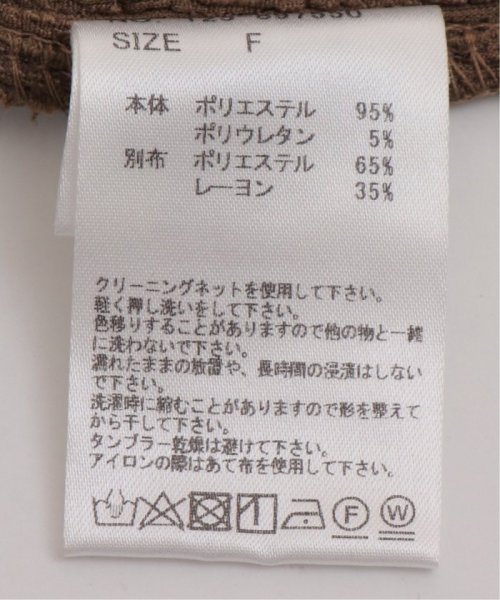 SIZE F
本体 ポリエステル 95%
ポリウレタン 5%
別布 ポリエステル 65%
レーヨン 35%
クリーニングネットを使用して下さい。
軽く押し洗いをして下さい。
色移りすることがありますので他の物と一緒
に洗わないで下さい。
濡れたままの放置や、長時間の浸漬はしない
で下さい。
洗濯時に縮むことがありますので形を整えて
から干して下さい。
タンブラー乾燥は避けて下さい。
アイロンの際はあて布を使用して下さい。
F W